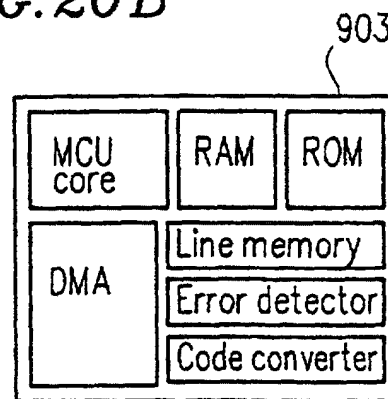 G. 20B
903
MCU
core
RAM
ROM
DMA
Line memory
Error detector
Code converter